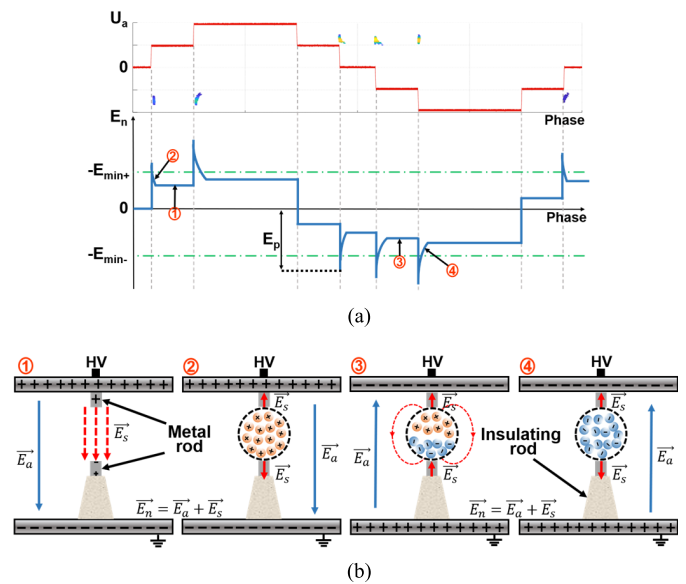 Uₐ
0
Phase
Eₙ
②
-Eₘᵢₙ₊
①
0
Phase
Eₚ
③
④
-Eₘᵢₙ₋
(a)
① HV ② HV ③ HV ④ HV
+ + + + + + + + + + + + +
+ + + + + + + + + + + + +
− − − − − − − − − − − −
− − − − − − − − − − − −
Eₛ Eₛ Eₛ
Eₛ
Metal
rod
Insulating
rod
Eₐ Eₐ Eₐ Eₐ
Eₛ Eₛ Eₛ
Eₙ = Eₐ + Eₛ
Eₙ = Eₐ + Eₛ
− − − − − − − − − − − −
− − − − − − − − − − − −
+ + + + + + + + + + + + +
+ + + + + + + + + + + + +
(b)